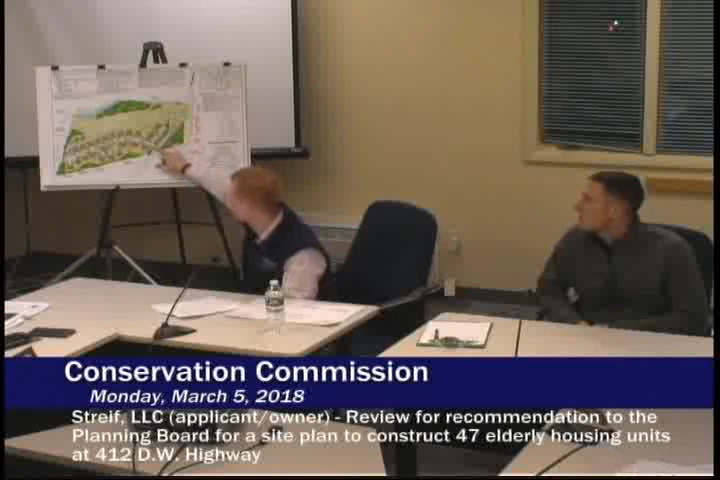 Conservation Commission
Monday, March 5, 2018
Streif, LLC (applicant/owner) - Review for recommendation to the
Planning Board for a site plan to construct 47 elderly housing units
at 412 D.W. Highway